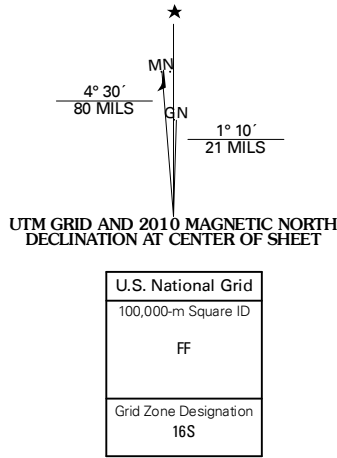 MN
4° 30´
80 MILS
GN
1° 10´
21 MILS
UTM GRID AND 2010 MAGNETIC NORTH
DECLINATION AT CENTER OF SHEET
U.S. National Grid
100,000-m Square ID
FF
Grid Zone Designation
16S